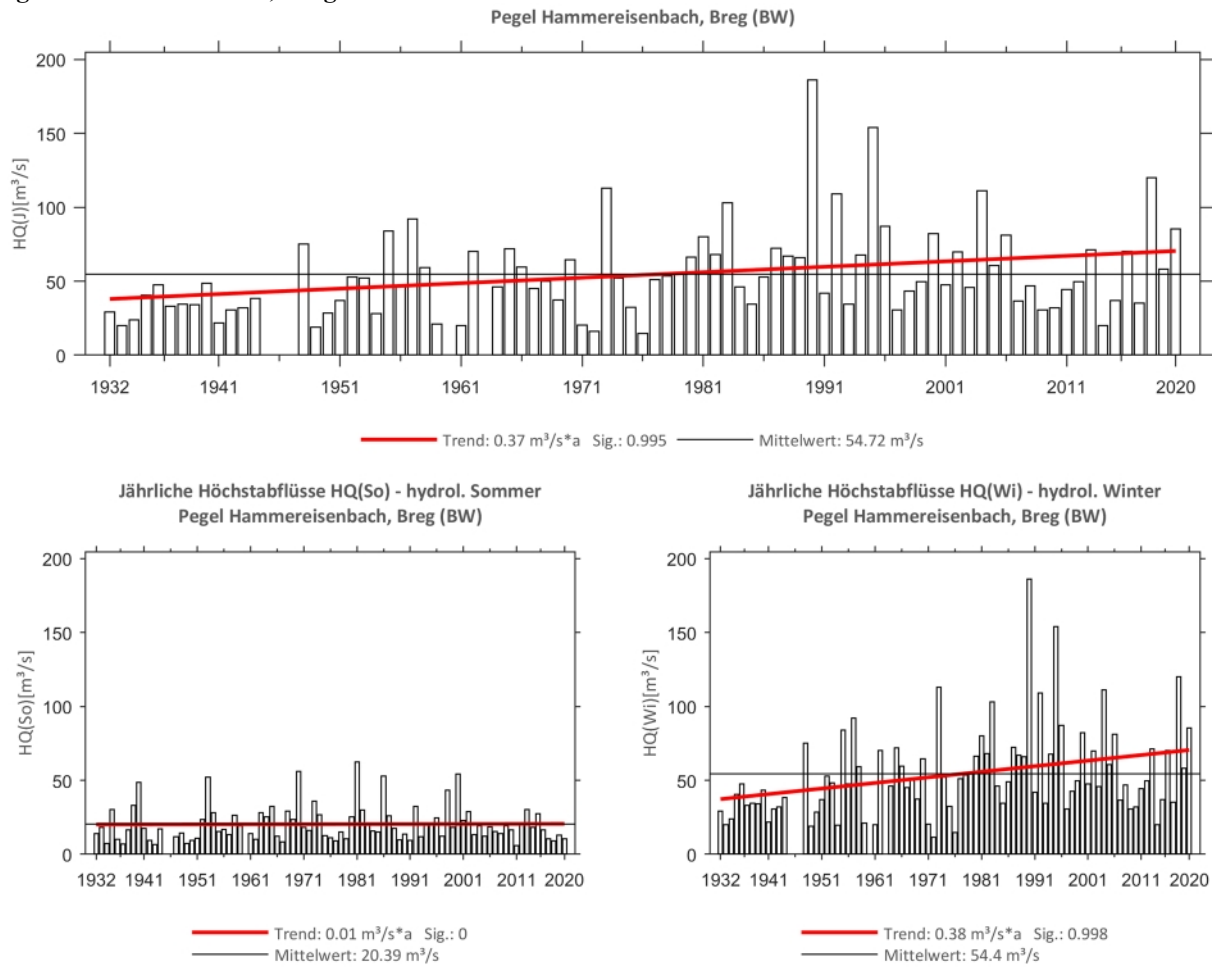 Pegel Hammereisenbach, Breg (BW)
200
150
100
50
0
HQ(J)[m³/s]
1932 1941 1951 1961 1971 1981 1991 2001 2011 2020
Trend: 0.37 m³/s*a Sig.: 0.995 Mittelwert: 54.72 m³/s
Jährliche Höchstabflüsse HQ(So) - hydrol. Sommer
Pegel Hammereisenbach, Breg (BW)
200
150
100
50
0
HQ(So)[m³/s]
1932 1941 1951 1961 1971 1981 1991 2001 2011 2020
Trend: 0.01 m³/s*a Sig.: 0
Mittelwert: 20.39 m³/s
Jährliche Höchstabflüsse HQ(Wi) - hydrol. Winter
Pegel Hammereisenbach, Breg (BW)
200
150
100
50
0
HQ(Wi)[m³/s]
1932 1941 1951 1961 1971 1981 1991 2001 2011 2020
Trend: 0.38 m³/s*a Sig.: 0.998
Mittelwert: 54.4 m³/s